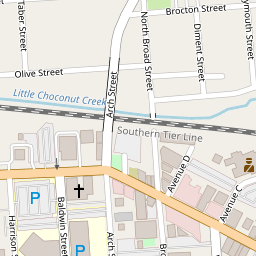 Taber Street
Brocton Street
North Broad Street
Diment Street
Olive Street
Arch Street
Little Choconut Creek
Southern Tier Line
Avenue D
Avenue C
P
P
Baldwin Street
Harrison
Arch S